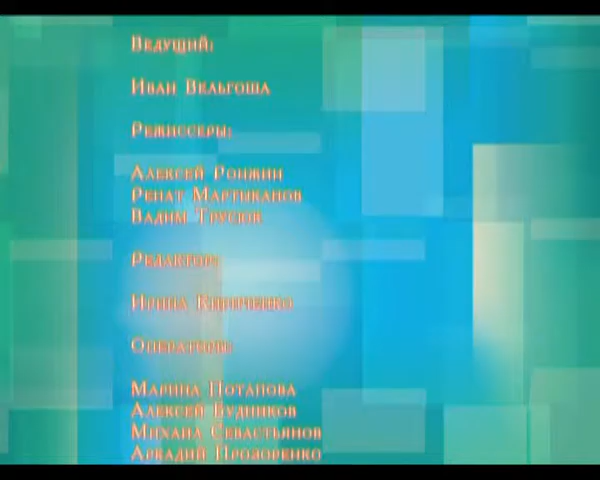 Ведущий:
Иван Вельгоша
Режиссеры:
Алексей Ронжин
Ренат Мартыканов
Вадим Трусов
Редактор:
Ирина Кириченко
Операторы:
Марина Потапова
Алексей Будников
Михаил Севастьянов
Аркадий Прозоренко